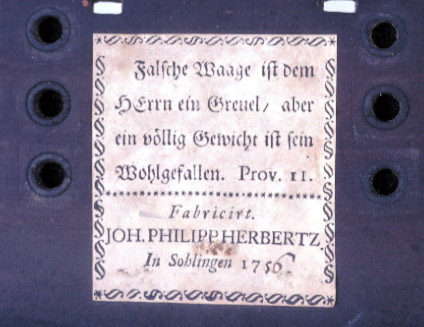 Falsche Waage ist dem
HErrn ein Greuel/ aber
ein völlig Gewicht ist sein
Wohlgefallen. Prov. 11.
Fabricirt.
JOH. PHILIPP HERBERTZ
In Sohlingen 1756